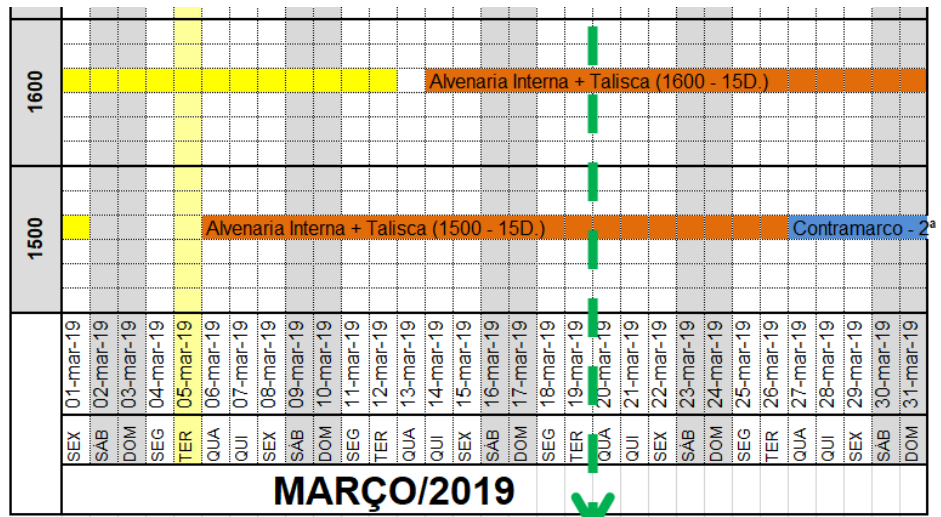 1600
Alvenaria Interna + Talisca (1600 - 15D.)
1500
Alvenaria Interna + Talisca (1500 - 15D.)
Contramarco - 2ª
01-mar-19
02-mar-19
03-mar-19
04-mar-19
05-mar-19
06-mar-19
07-mar-19
08-mar-19
09-mar-19
10-mar-19
11-mar-19
12-mar-19
13-mar-19
14-mar-19
15-mar-19
16-mar-19
17-mar-19
18-mar-19
19-mar-19
20-mar-19
21-mar-19
22-mar-19
23-mar-19
24-mar-19
25-mar-19
26-mar-19
27-mar-19
28-mar-19
29-mar-19
30-mar-19
31-mar-19
SEX
SÁB
DOM
SEG
TER
QUA
QUI
SEX
SÁB
DOM
SEG
TER
QUA
QUI
SEX
SÁB
DOM
SEG
TER
QUA
QUI
SEX
SÁB
DOM
SEG
TER
QUA
QUI
SEX
SÁB
DOM
MARÇO/2019